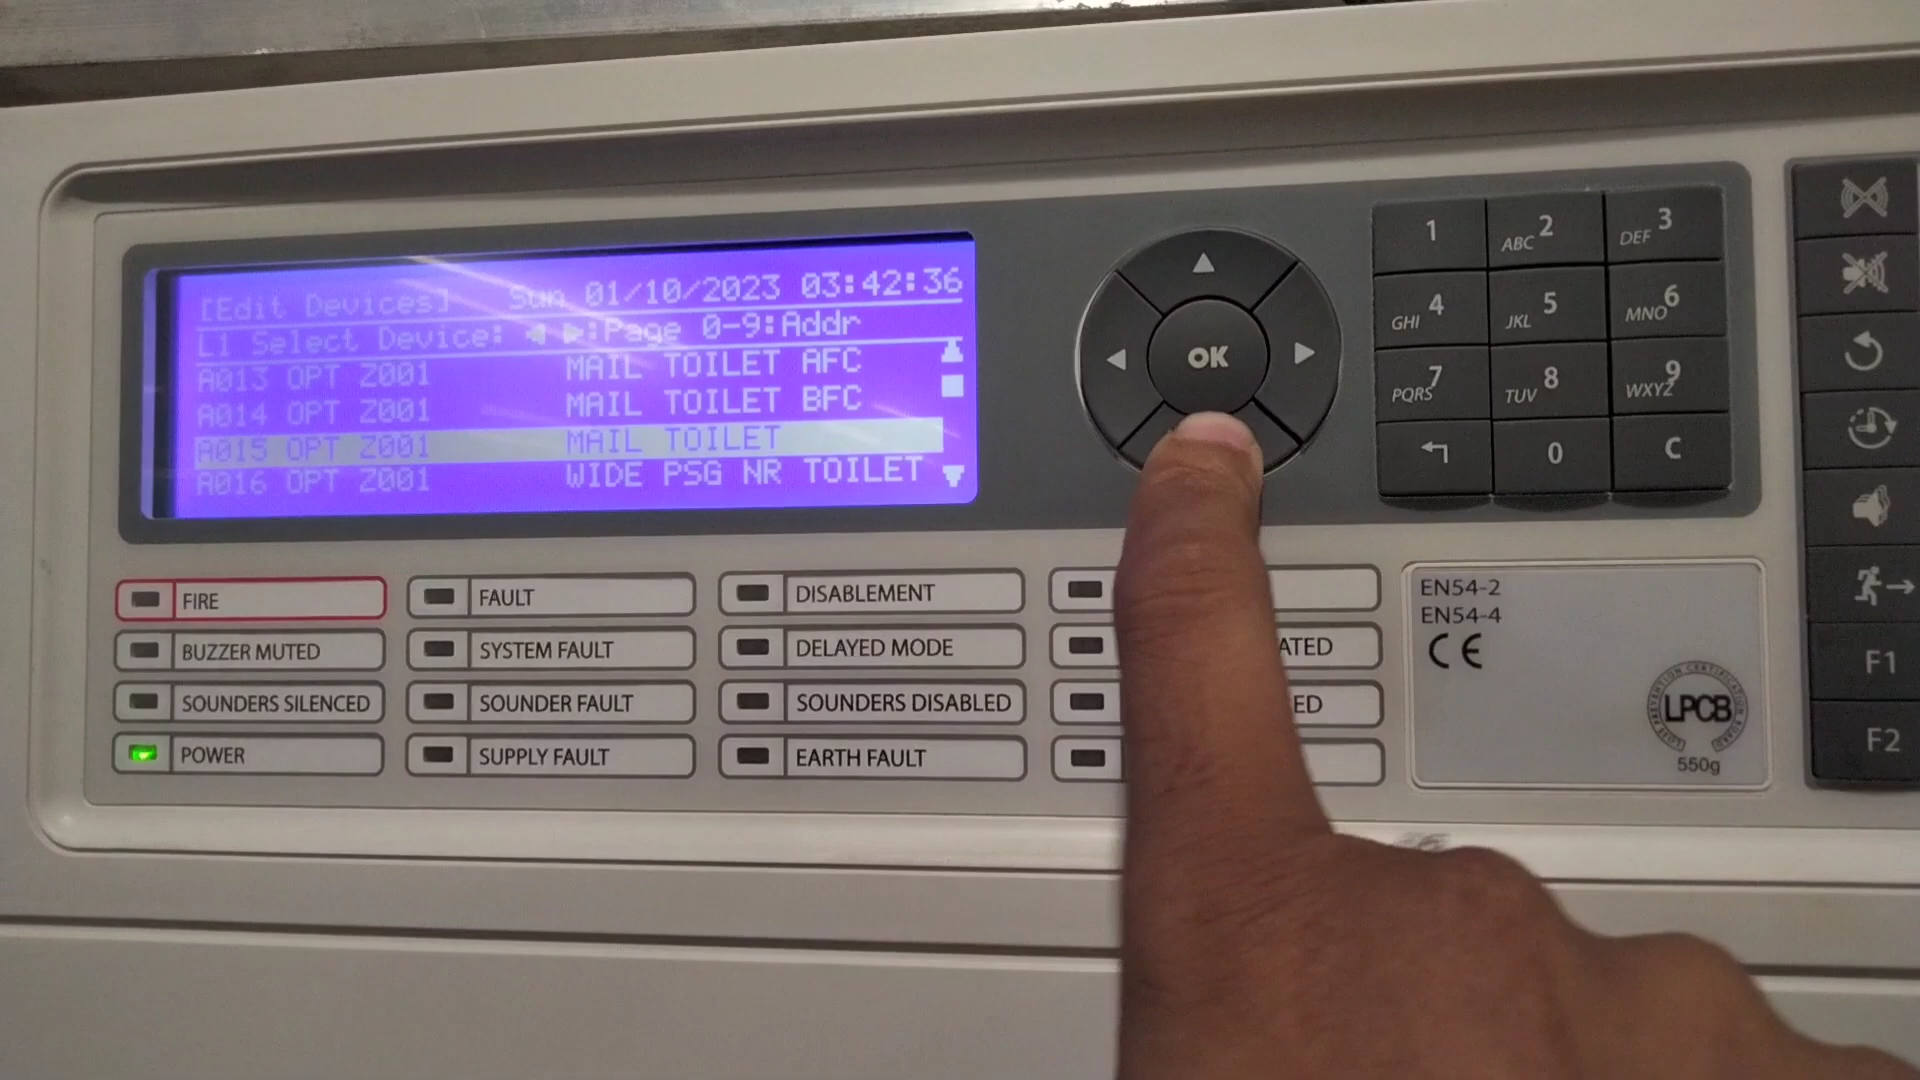 [Edit Devices] Sun 01/10/2023 03:42:36
L1 Select Device: ◄ ►:Page 0-9:Addr
A013 OPT Z001 MAIL TOILET AFC
A014 OPT Z001 MAIL TOILET BFC
A015 OPT Z001 MAIL TOILET
A016 OPT Z001 WIDE PSG NR TOILET
OK
1 ABC 2 DEF 3
GHI 4 JKL 5 MNO 6
PQRS 7 TUV 8 WXYZ 9
0 C
F1
F2
FIRE FAULT DISABLEMENT
BUZZER MUTED SYSTEM FAULT DELAYED MODE ATED
SOUNDERS SILENCED SOUNDER FAULT SOUNDERS DISABLED ED
POWER SUPPLY FAULT EARTH FAULT
EN54-2
EN54-4
CE
LOSS PREVENTION CERTIFICATION BOARD
LPCB
550g